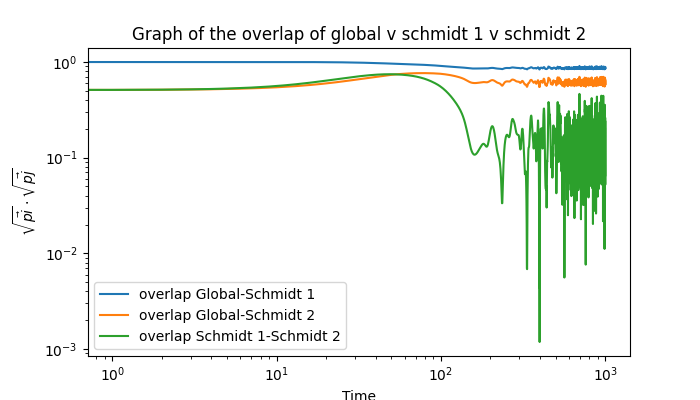 Graph of the overlap of global v schmidt 1 v schmidt 2
10⁰
10⁻¹
10⁻²
10⁻³
√p⃗i · √p⃗j
overlap Global-Schmidt 1
overlap Global-Schmidt 2
overlap Schmidt 1-Schmidt 2
10⁰ 10¹ 10² 10³
Time